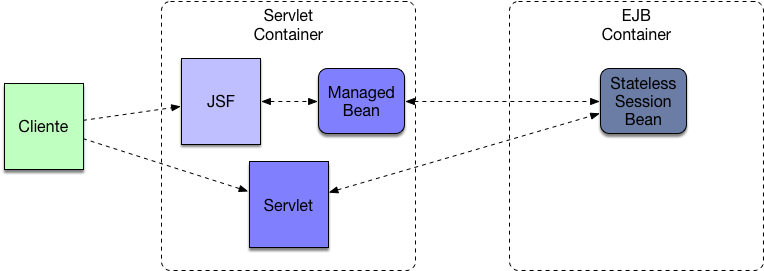 Servlet
Container
EJB
Container
Cliente
JSF
Managed
Bean
Stateless
Session
Bean
Servlet